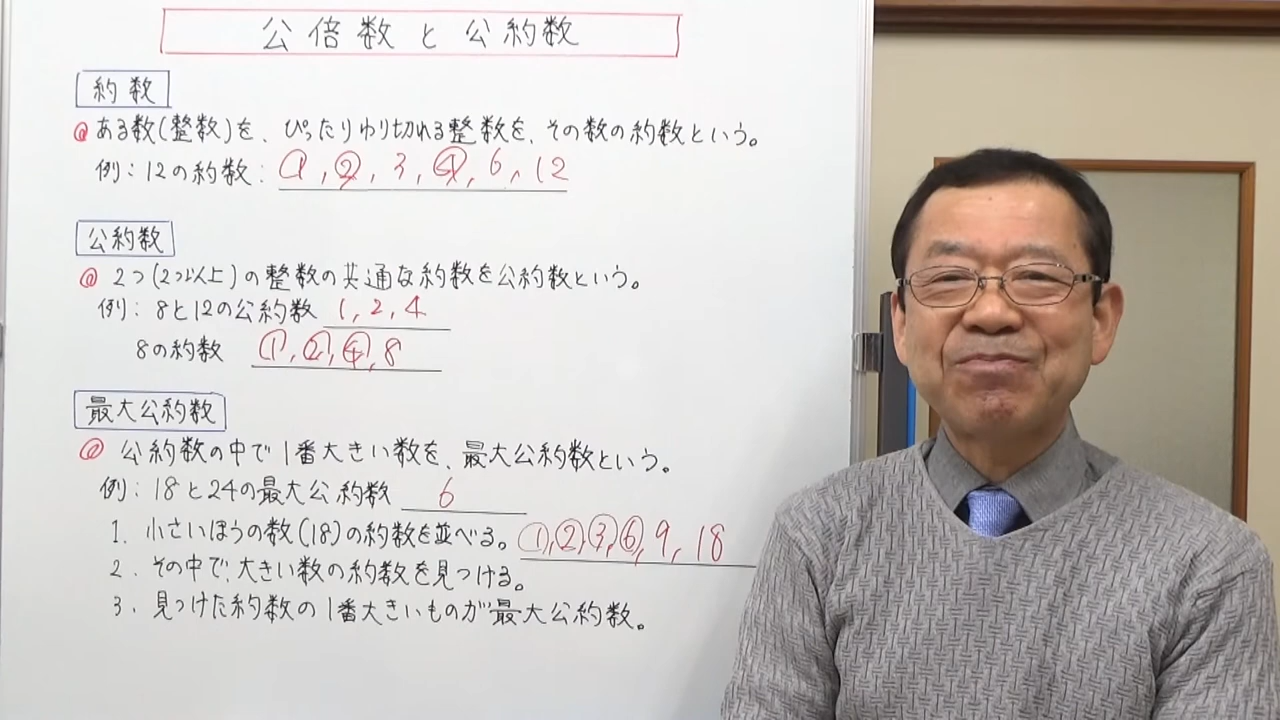 公倍数と公約数
約数
ある数(整数)を、ぴったりわり切れる整数を、その数の約数という。
例：12の約数：1, 2, 3, 4, 6, 12
公約数
2つ(2つ以上)の整数の共通な約数を公約数という。
例：8と12の公約数 1, 2, 4
8の約数 1, 2, 4, 8
最大公約数
公約数の中で1番大きい数を、最大公約数という。
例：18と24の最大公約数 6
1. 小さいほうの数(18)の約数を並べる。1, 2, 3, 6, 9, 18
2. その中で、大きい数の約数を見つける。
3. 見つけた約数の1番大きいものが最大公約数。